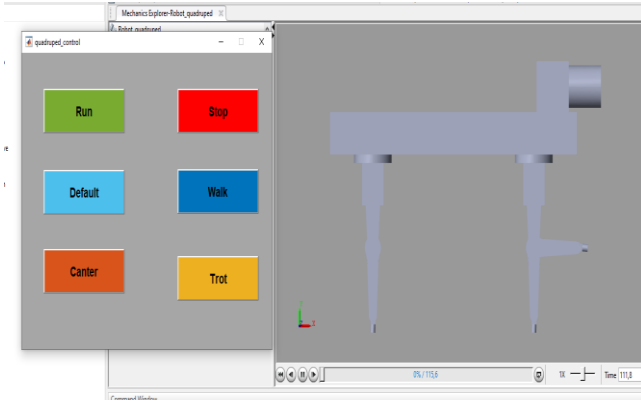 Mechanics Explorer-Robot_quadruped
Robot_quadruped
quadruped_control
Run
Stop
Default
Walk
Canter
Trot
0% / 115,6
1X
Time 111,8
Command Window